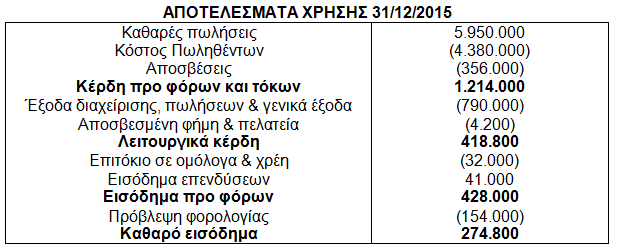 ΑΠΟΤΕΛΕΣΜΑΤΑ ΧΡΗΣΗΣ 31/12/2015
Καθαρές πωλήσεις 5.950.000
Κόστος Πωληθέντων (4.380.000)
Αποσβέσεις (356.000)
Κέρδη προ φόρων και τόκων 1.214.000
Έξοδα διαχείρισης, πωλήσεων & γενικά έξοδα (790.000)
Αποσβεσμένη φήμη & πελατεία (4.200)
Λειτουργικά κέρδη 418.800
Επιτόκιο σε ομόλογα & χρέη (32.000)
Εισόδημα επενδύσεων 41.000
Εισόδημα προ φόρων 428.000
Πρόβλεψη φορολογίας (154.000)
Καθαρό εισόδημα 274.800